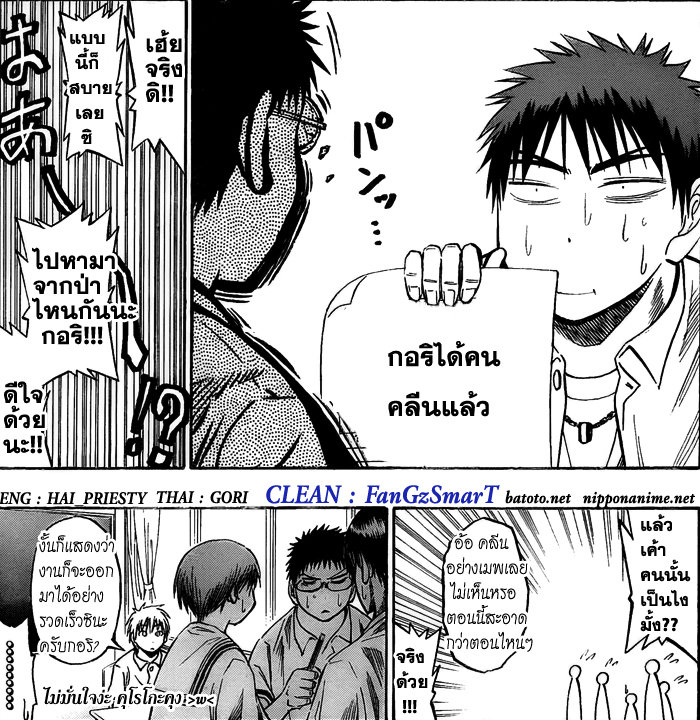 เฮ้ย
จริง
ดิ!!
แบบ
นี้ก็
สบาย
เลย
ซิ
まあー
!?
ไปหามา
จากป่า
ไหนกันนะ
กอริ!!!
ดีใจ
ด้วย
นะ!!
パンッ
กอริได้คน
คลีนแล้ว
ENG : HAI_PRIESTY THAI : GORI CLEAN : FanGzSmarT batoto.net nipponanime.net
แล้ว
เค้า
คนนั้น
เป็นไง
มั่ง??
อ้อ คลีน
อย่างเมพเลย
ไม่เห็นหรอ
ตอนนี้สะอาด
กว่าตอนไหนๆ
จริง
ด้วย
!!!
งั้นก็แสดงว่า
งานก็จะออก
มาได้อย่าง
รวดเร็วซินะ
ครับกอริ?
ไม่มั่นใจง่ะ คุโรโกะคุง >w<